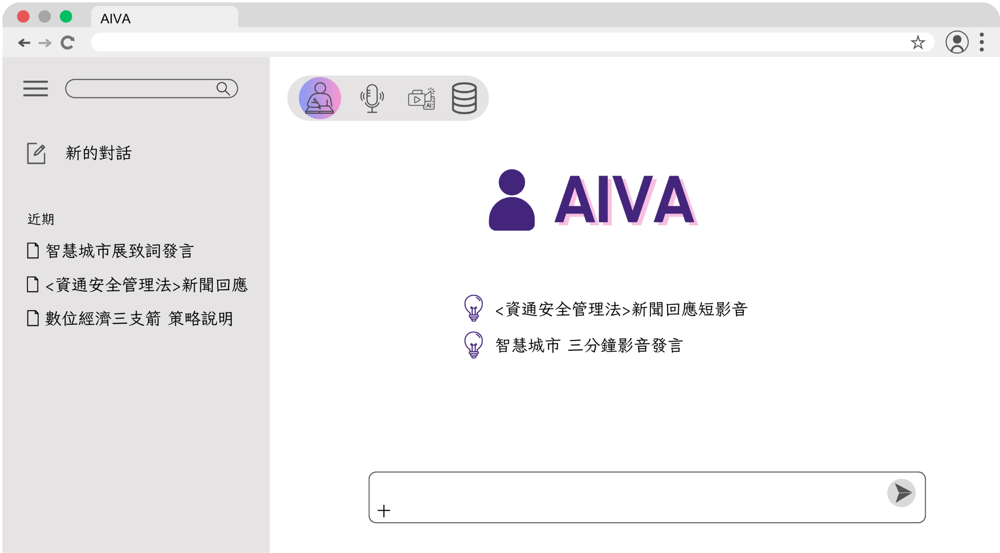 AIVA
新的對話
近期
智慧城市展致詞發言
<資通安全管理法>新聞回應
數位經濟三支箭 策略說明
AI
AIVA
<資通安全管理法>新聞回應短影音
智慧城市 三分鐘影音發言